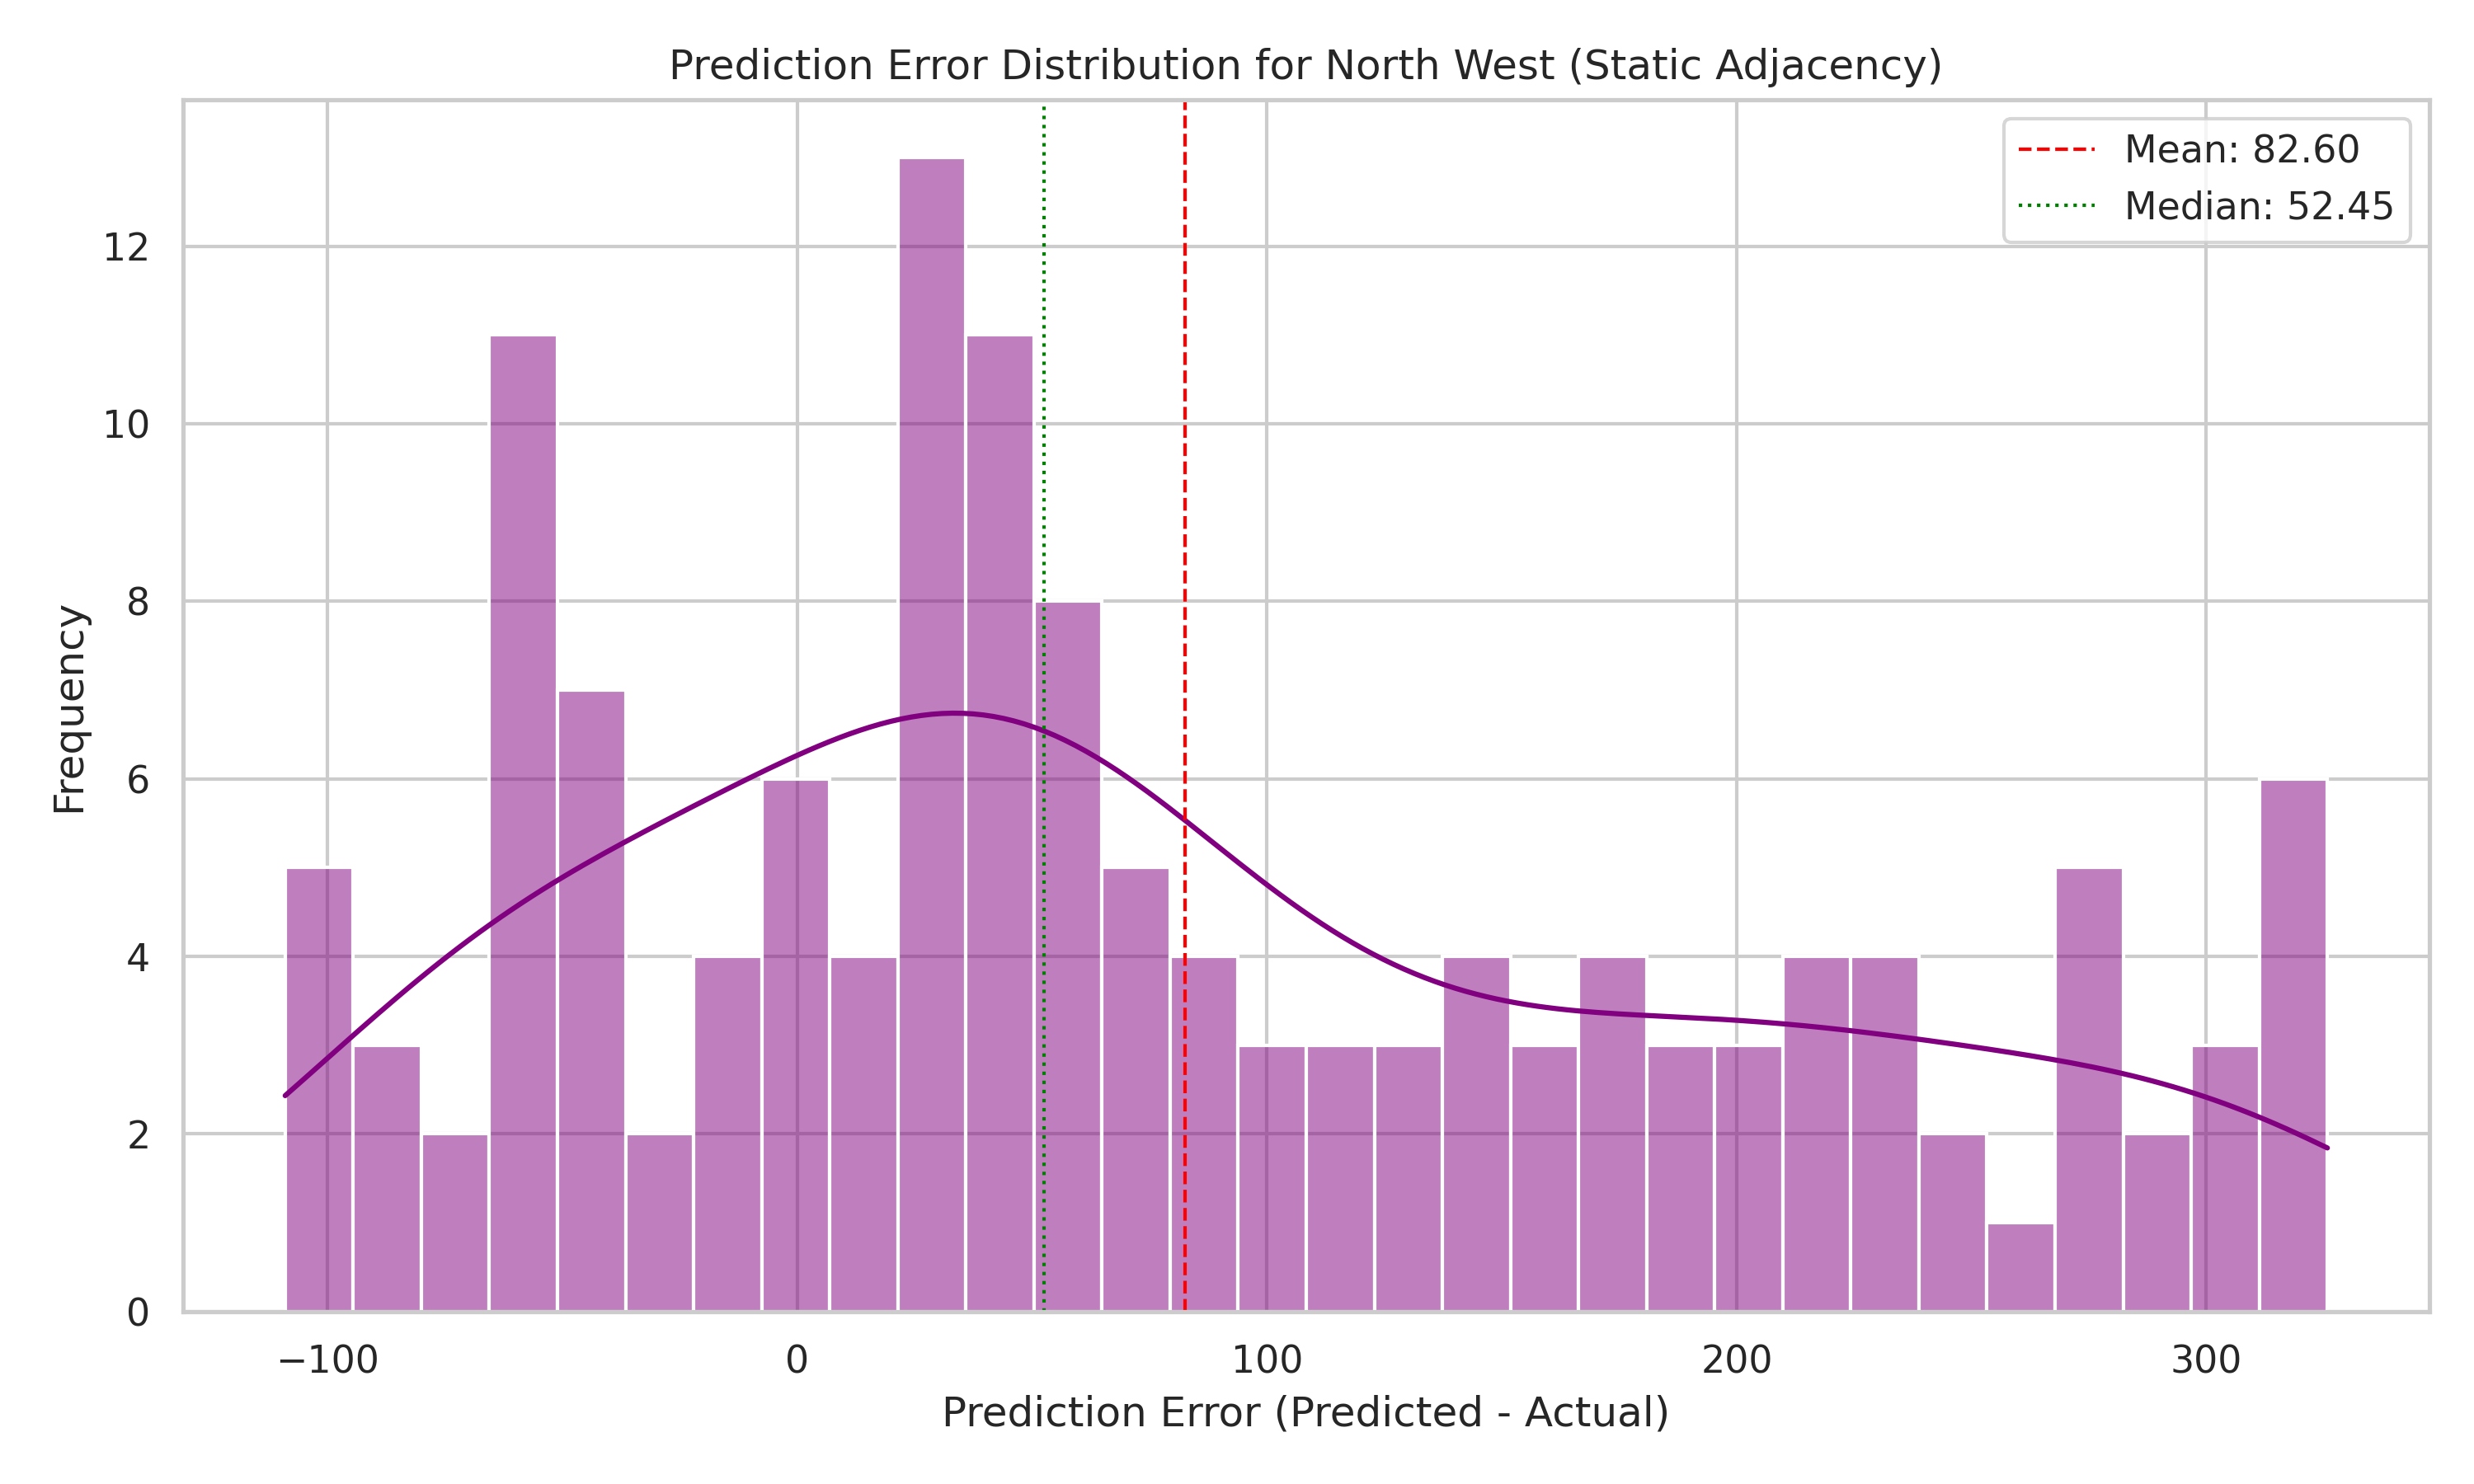 Prediction Error Distribution for North West (Static Adjacency)
Mean: 82.60
Median: 52.45
Frequency
12
10
8
6
4
2
0
−100 0 100 200 300
Prediction Error (Predicted - Actual)